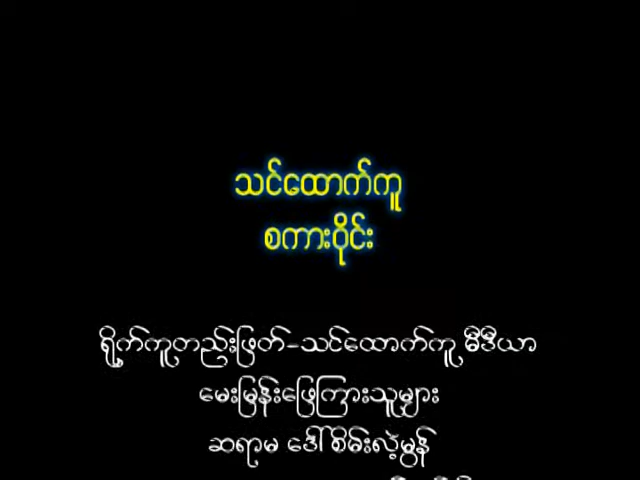 သင်ထောက်ကူ
စကားဝိုင်း
ရိုက်ကူတည်းဖြတ်-သင်ထောက်ကူ မီဒီယာ
မေးမြန်းဖြေကြားသူများ
ဆရာမ ဒေါ်စိမ်းလဲ့မွန်